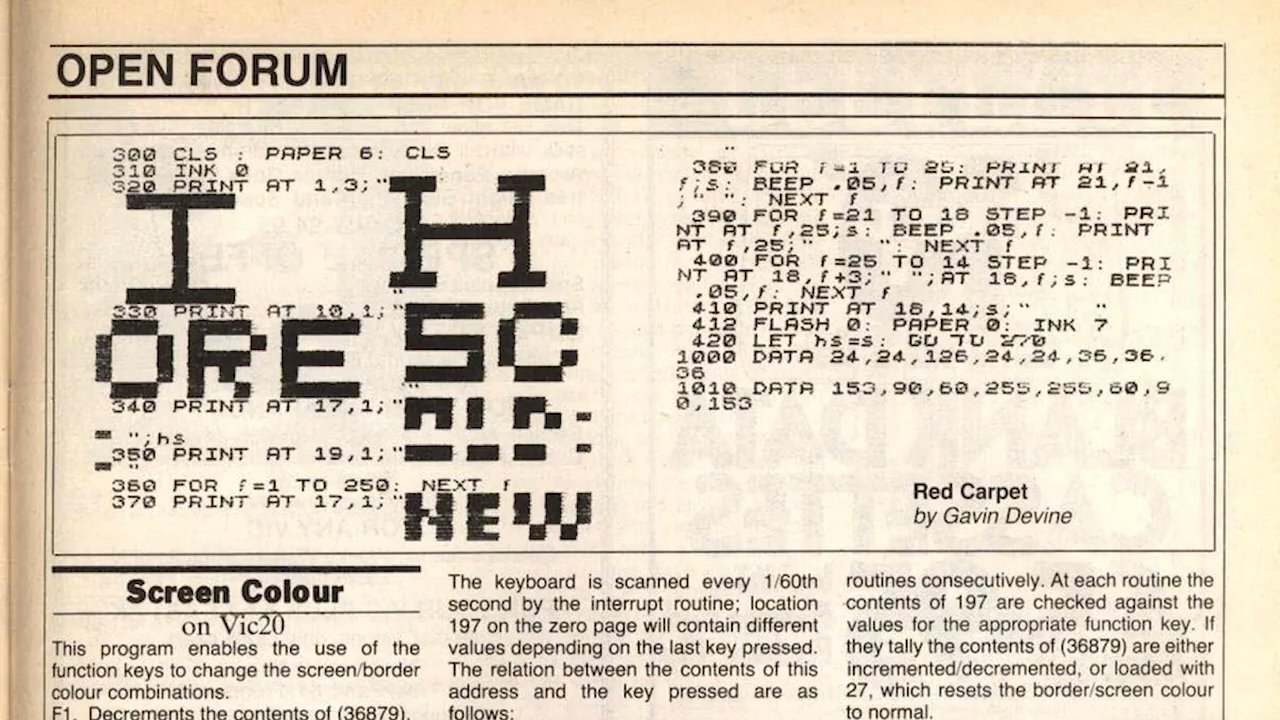 OPEN FORUM
300 CLS : PAPER 6: CLS
310 INK 0
320 PRINT AT 1,3;"
I H
330 PRINT AT 10,1;"
ORE SC
340 PRINT AT 17,1;"
";hs
350 PRINT AT 19,1;"
"
360 FOR f=1 TO 250: NEXT f
370 PRINT AT 17,1;"
NEW
"
380 FOR f=1 TO 25: PRINT AT 21,
f;s: BEEP .05,f: PRINT AT 21,f-1
;" ": NEXT f
390 FOR f=21 TO 18 STEP -1: PRI
NT AT f,25;s: BEEP .05,f: PRINT
AT f,25;" ": NEXT f
400 FOR f=25 TO 14 STEP -1: PRI
NT AT 18,f+3;" ";AT 18,f;s: BEEP
.05,f: NEXT f
410 PRINT AT 18,14;s;" "
412 FLASH 0: PAPER 0: INK 7
420 LET hs=s: GO TO 270
1000 DATA 24,24,126,24,24,36,36,
36
1010 DATA 153,90,60,255,255,60,9
0,153
Red Carpet
by Gavin Devine
Screen Colour
on Vic20
This program enables the use of the
function keys to change the screen/border
colour combinations.
F1. Decrements the contents of (36879).
The keyboard is scanned every 1/60th
second by the interrupt routine; location
197 on the zero page will contain different
values depending on the last key pressed.
The relation between the contents of this
address and the key pressed are as
follows:
routines consecutively. At each routine the
contents of 197 are checked against the
values for the appropriate function key. If
they tally the contents of (36879) are either
incremented/decremented, or loaded with
27, which resets the border/screen colour
to normal.